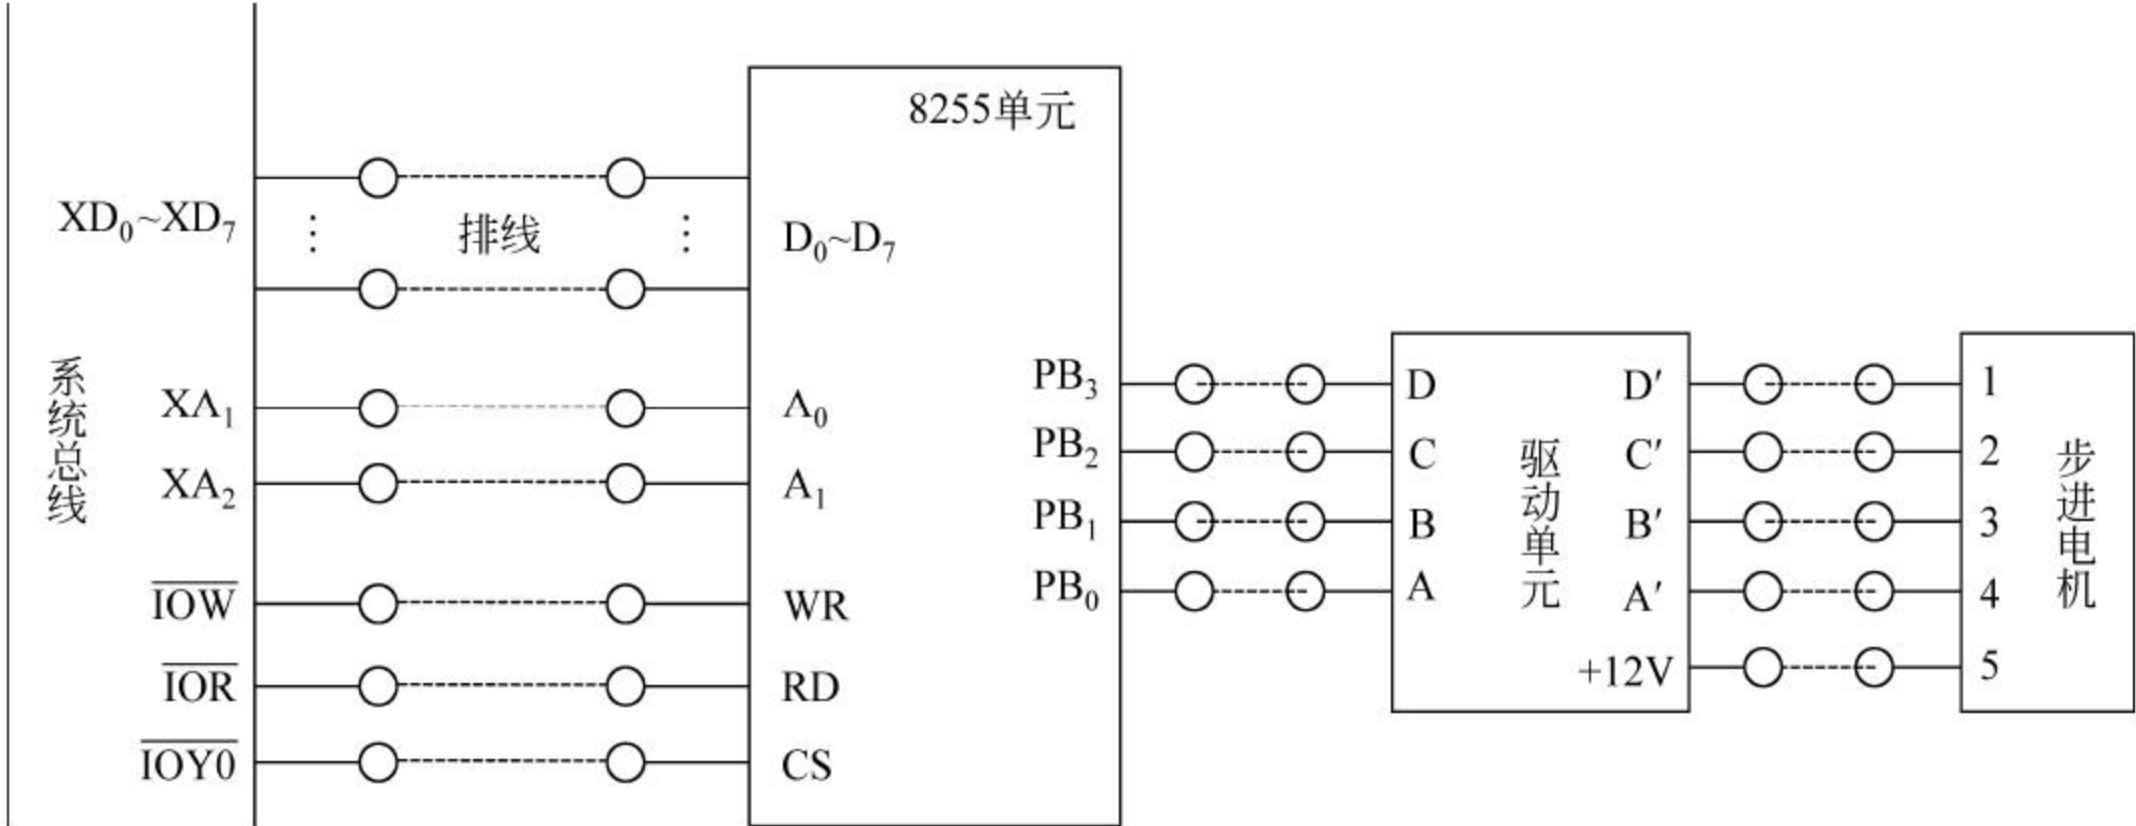 8255单元
XD₀~XD₇
排线
D₀~D₇
系统总线
XA₁
A₀
XA₂
A₁
IOW
WR
IOR
RD
IOY0
CS
PB₃
PB₂
PB₁
PB₀
D
C
B
A
驱动单元
D′
C′
B′
A′
+12V
1
2
3
4
5
步进电机